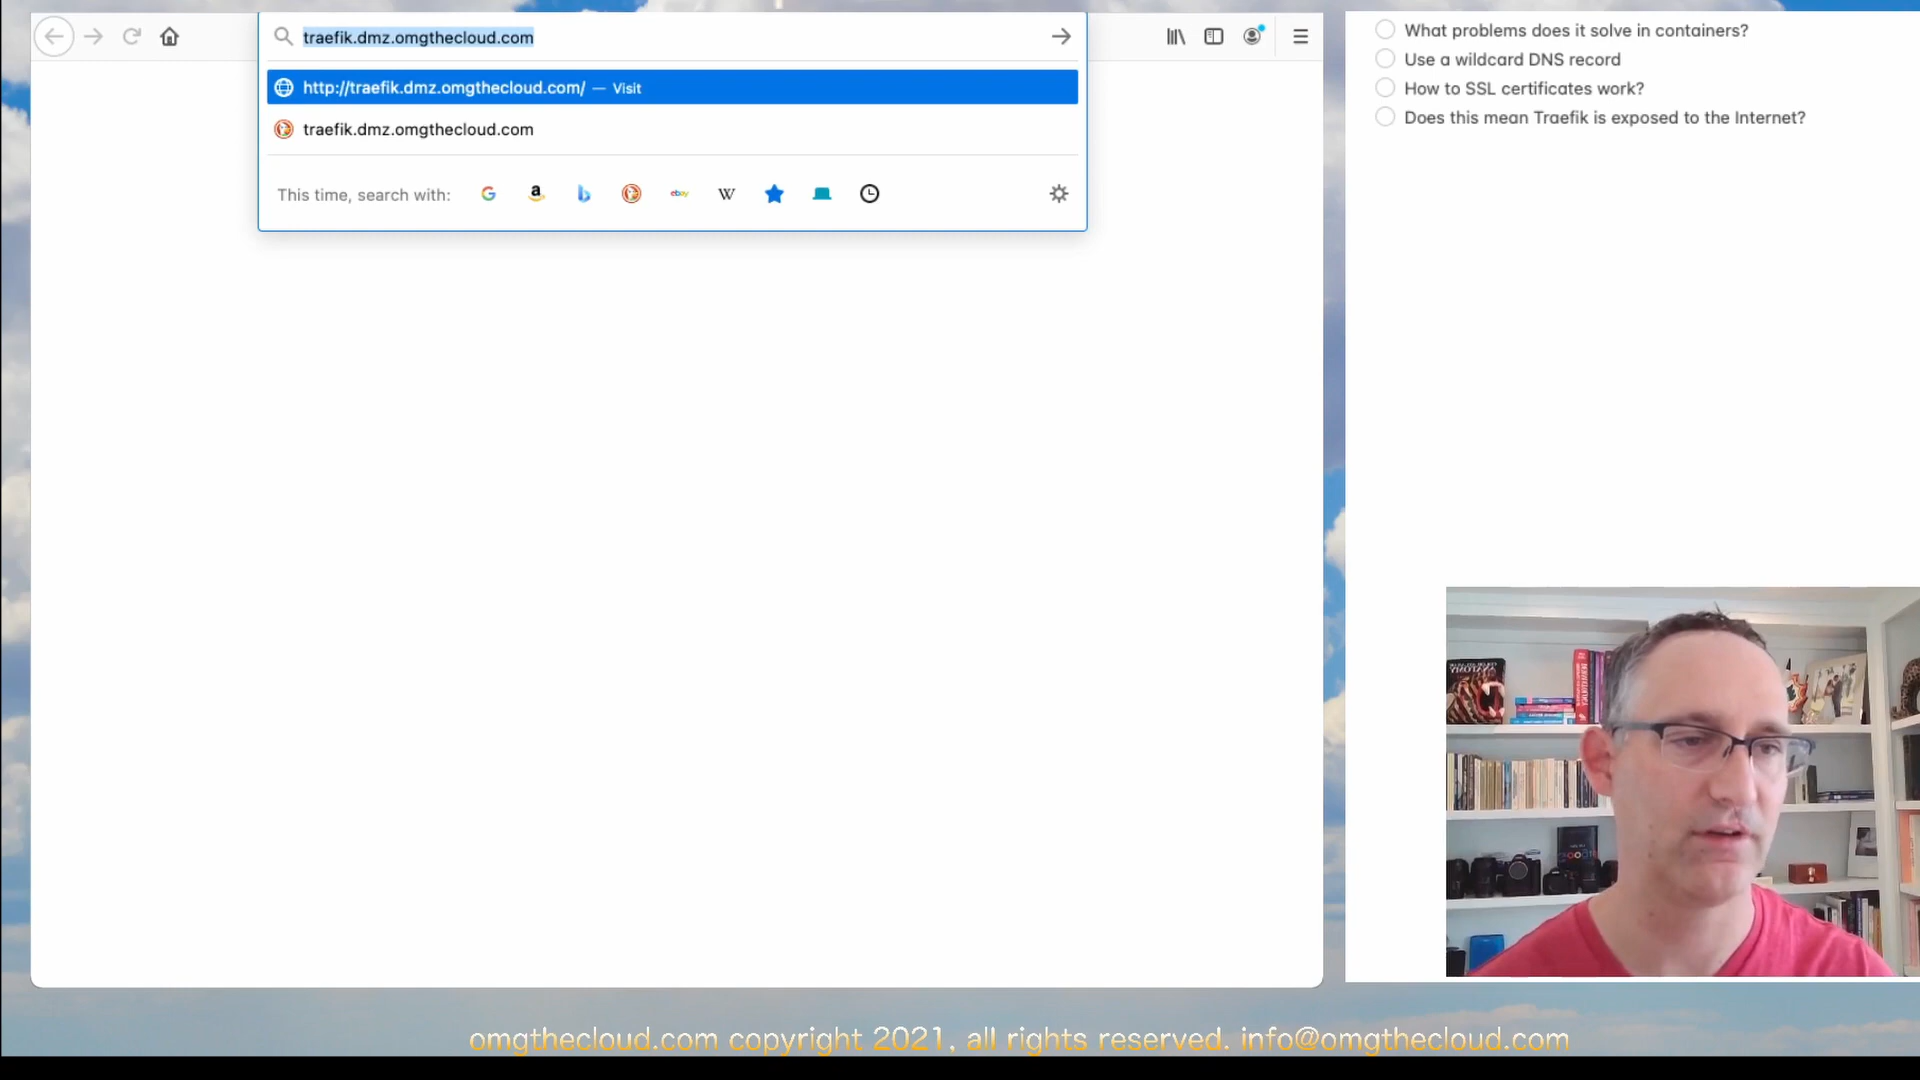 traefik.dmz.omgthecloud.com
http://traefik.dmz.omgthecloud.com/ — Visit
traefik.dmz.omgthecloud.com
This time, search with:
What problems does it solve in containers?
Use a wildcard DNS record
How to SSL certificates work?
Does this mean Traefik is exposed to the Internet?
omgthecloud.com copyright 2021, all rights reserved. info@omgthecloud.com